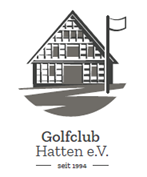 Golfclub
Hatten e.V.
seit 1994